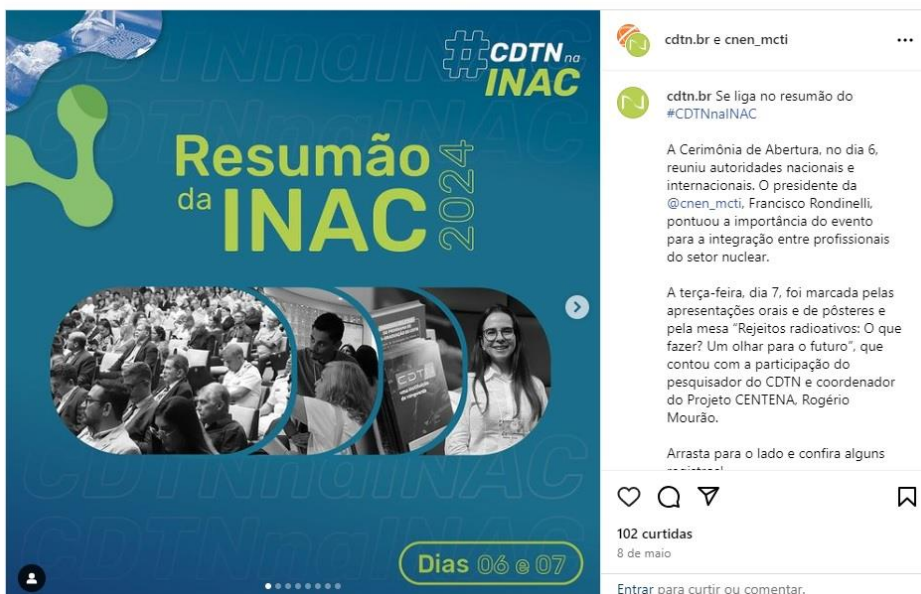 #CDTN na
INAC
Resumão
da INAC
2024
CDTN
Dias 06 e 07
cdtn.br e cnen_mcti
cdtn.br Se liga no resumão do
#CDTNnaINAC
A Cerimônia de Abertura, no dia 6,
reuniu autoridades nacionais e
internacionais. O presidente da
@cnen_mcti, Francisco Rondinelli,
pontuou a importância do evento
para a integração entre profissionais
do setor nuclear.
A terça-feira, dia 7, foi marcada pelas
apresentações orais e de pôsteres e
pela mesa "Rejeitos radioativos: O que
fazer? Um olhar para o futuro", que
contou com a participação do
pesquisador do CDTN e coordenador
do Projeto CENTENA, Rogério
Mourão.
Arrasta para o lado e confira alguns
102 curtidas
8 de maio
Entrar para curtir ou comentar.